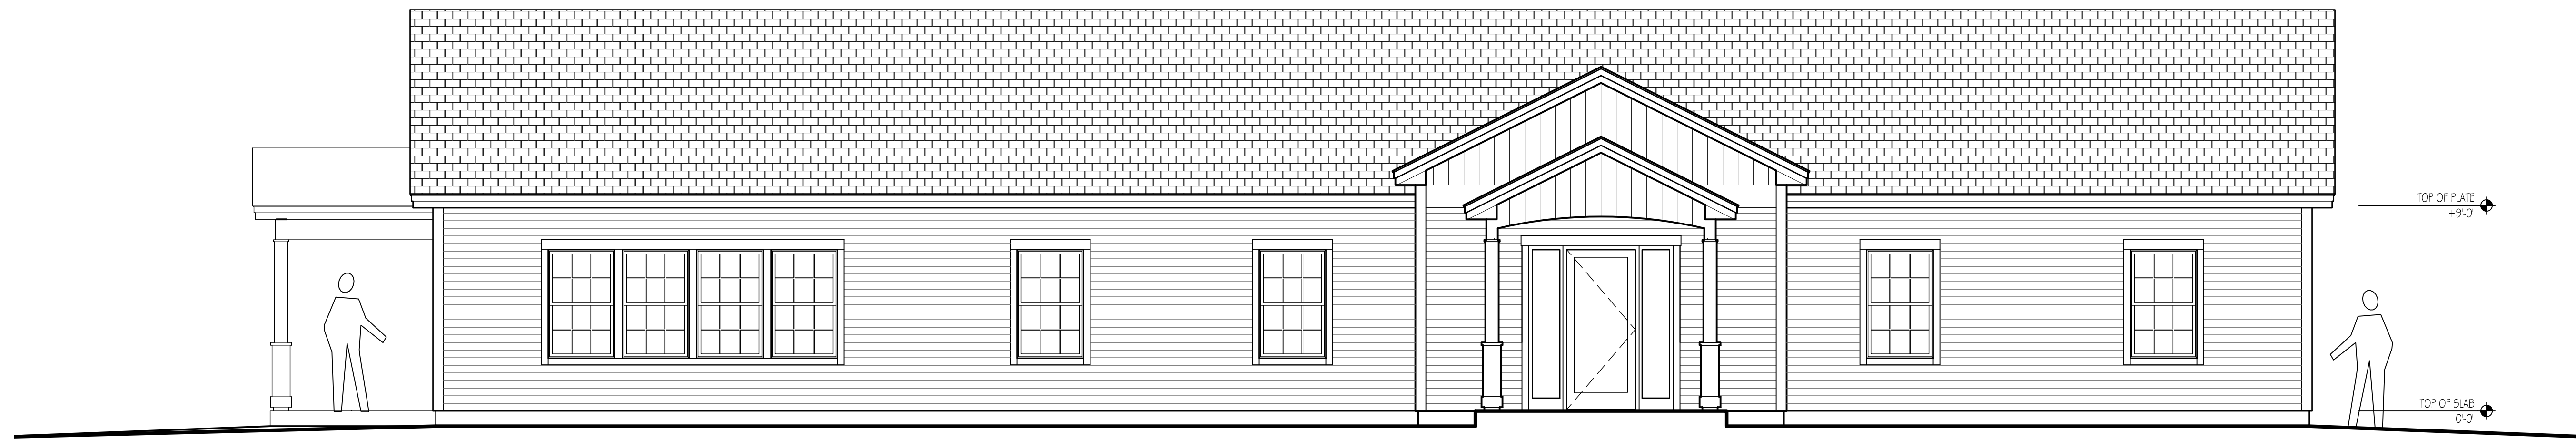 TOP OF PLATE
+9'-0"
TOP OF SLAB
0'-0"